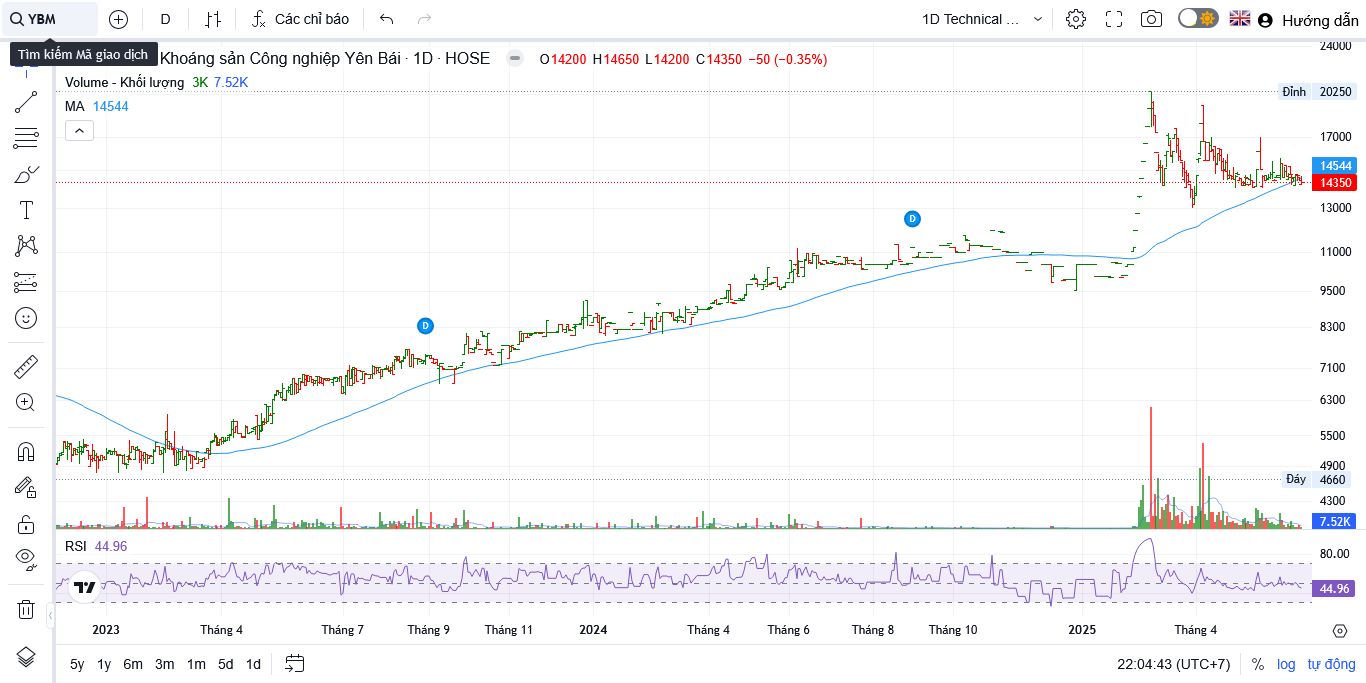 YBM
D
Các chỉ báo
1D Technical ...
Hướng dẫn
Tìm kiếm Mã giao dịch
Khoáng sản Công nghiệp Yên Bái · 1D · HOSE
O14200 H14650 L14200 C14350 −50 (−0.35%)
Volume - Khối lượng 3K 7.52K
MA 14544
24000
Đỉnh 20250
17000
14544
14350
13000
11000
9500
8300
7100
6300
5500
4900
Đáy 4660
4300
7.52K
D
D
RSI 44.96
80.00
44.96
2023 Tháng 4 Tháng 7 Tháng 9 Tháng 11 2024 Tháng 4 Tháng 6 Tháng 8 Tháng 10 2025 Tháng 4
5y 1y 6m 3m 1m 5d 1d
22:04:43 (UTC+7) % log tự động